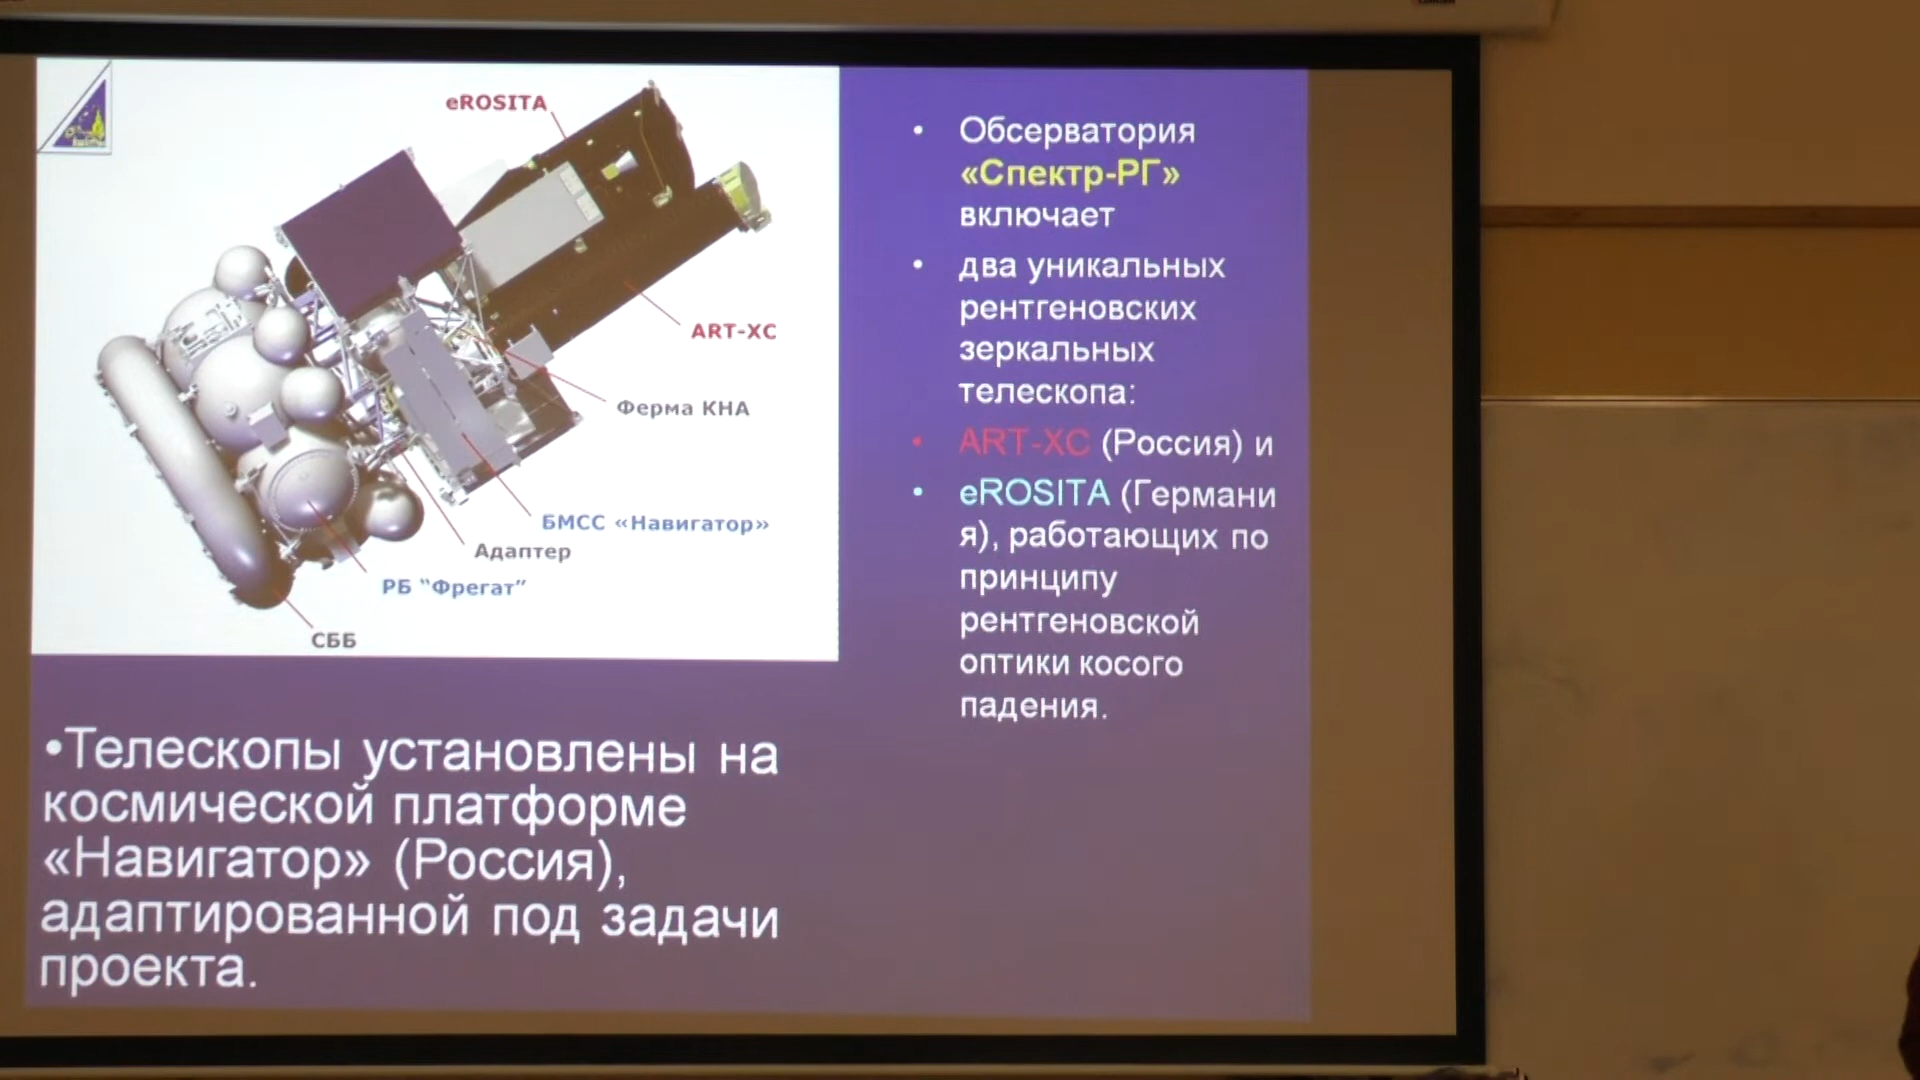 eROSITA
ART-XC
Ферма КНА
БМСС «Навигатор»
Адаптер
РБ "Фрегат"
СББ
• Обсерватория
«Спектр-РГ»
включает
• два уникальных
рентгеновских
зеркальных
телескопа:
• ART-XC (Россия) и
• eROSITA (Германи
я), работающих по
принципу
рентгеновской
оптики косого
падения.
•Телескопы установлены на
космической платформе
«Навигатор» (Россия),
адаптированной под задачи
проекта.